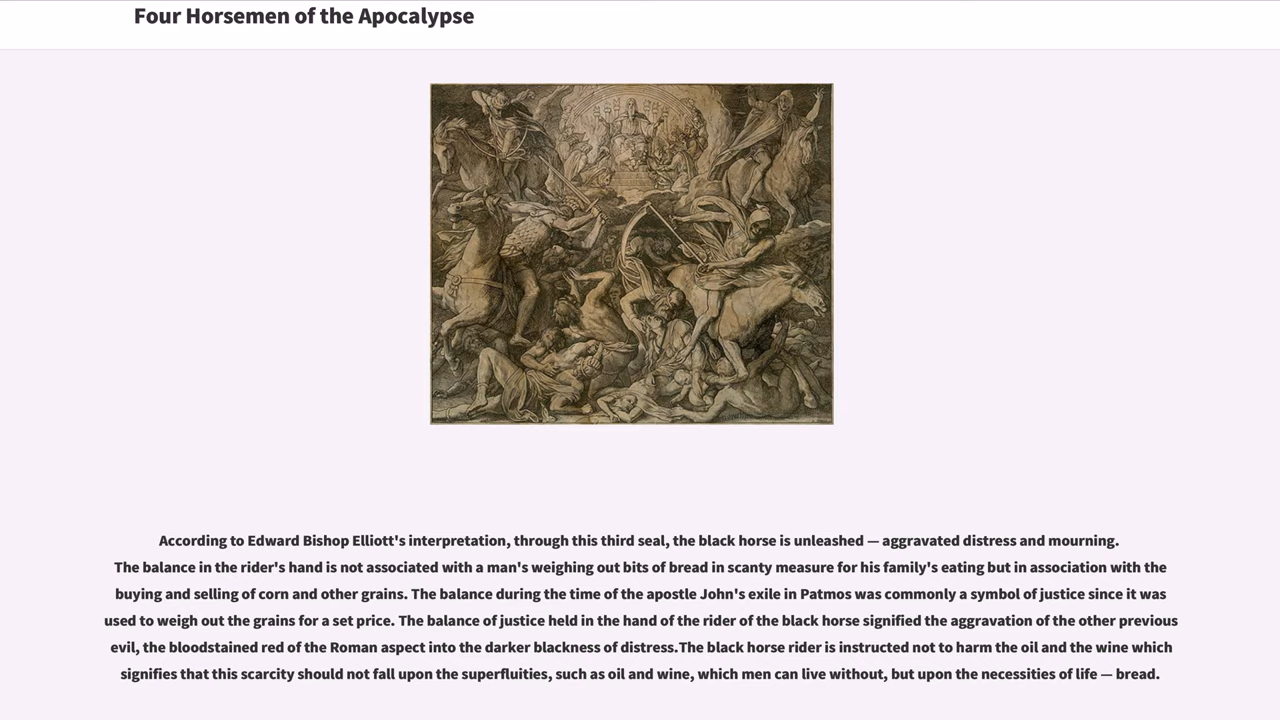 Four Horsemen of the Apocalypse
According to Edward Bishop Elliott's interpretation, through this third seal, the black horse is unleashed — aggravated distress and mourning.
The balance in the rider's hand is not associated with a man's weighing out bits of bread in scanty measure for his family's eating but in association with the
buying and selling of corn and other grains. The balance during the time of the apostle John's exile in Patmos was commonly a symbol of justice since it was
used to weigh out the grains for a set price. The balance of justice held in the hand of the rider of the black horse signified the aggravation of the other previous
evil, the bloodstained red of the Roman aspect into the darker blackness of distress.The black horse rider is instructed not to harm the oil and the wine which
signifies that this scarcity should not fall upon the superfluities, such as oil and wine, which men can live without, but upon the necessities of life — bread.